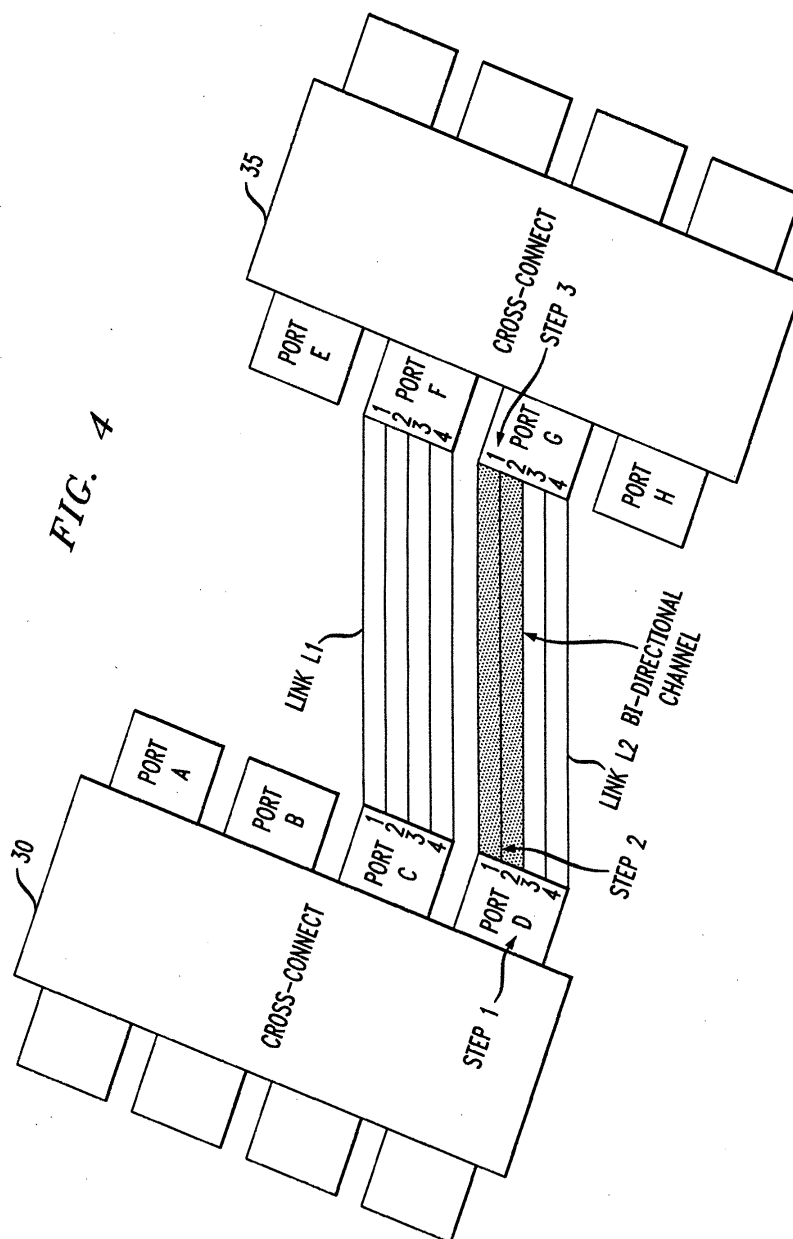 FIG. 4
30
CROSS-CONNECT
PORT
A
PORT
B
PORT
C
1
2
3
4
PORT
D
1
2
3
4
STEP 1
STEP 2
LINK L1
LINK L2
BI-DIRECTIONAL
CHANNEL
35
CROSS-CONNECT
STEP 3
PORT
E
PORT
F
1
2
3
4
PORT
G
1
2
3
4
PORT
H